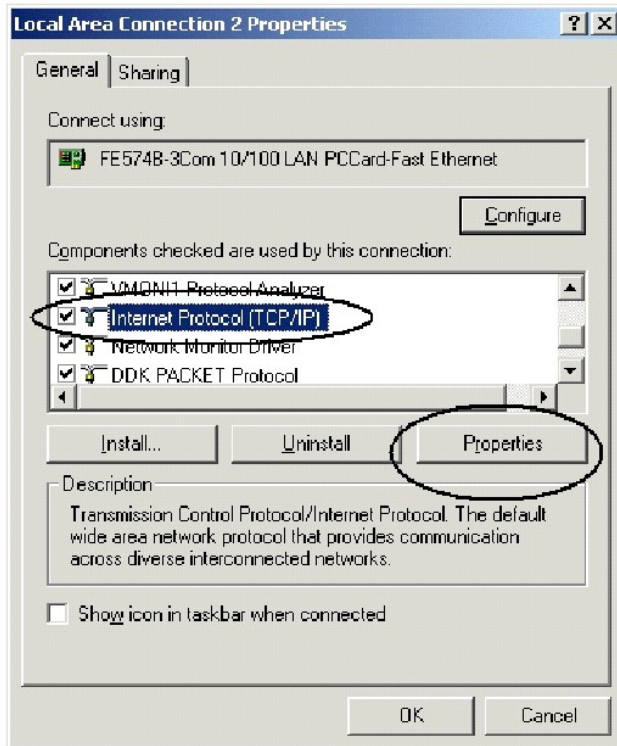 Local Area Connection 2 Properties
General
Sharing
Connect using:
FE574B-3Com 10/100 LAN PCCard-Fast Ethernet
Configure
Components checked are used by this connection:
VMONI1 Protocol Analyzer
Internet Protocol (TCP/IP)
Network Monitor Driver
DDK PACKET Protocol
Install...
Uninstall
Properties
Description
Transmission Control Protocol/Internet Protocol. The default
wide area network protocol that provides communication
across diverse interconnected networks.
Show icon in taskbar when connected
OK
Cancel